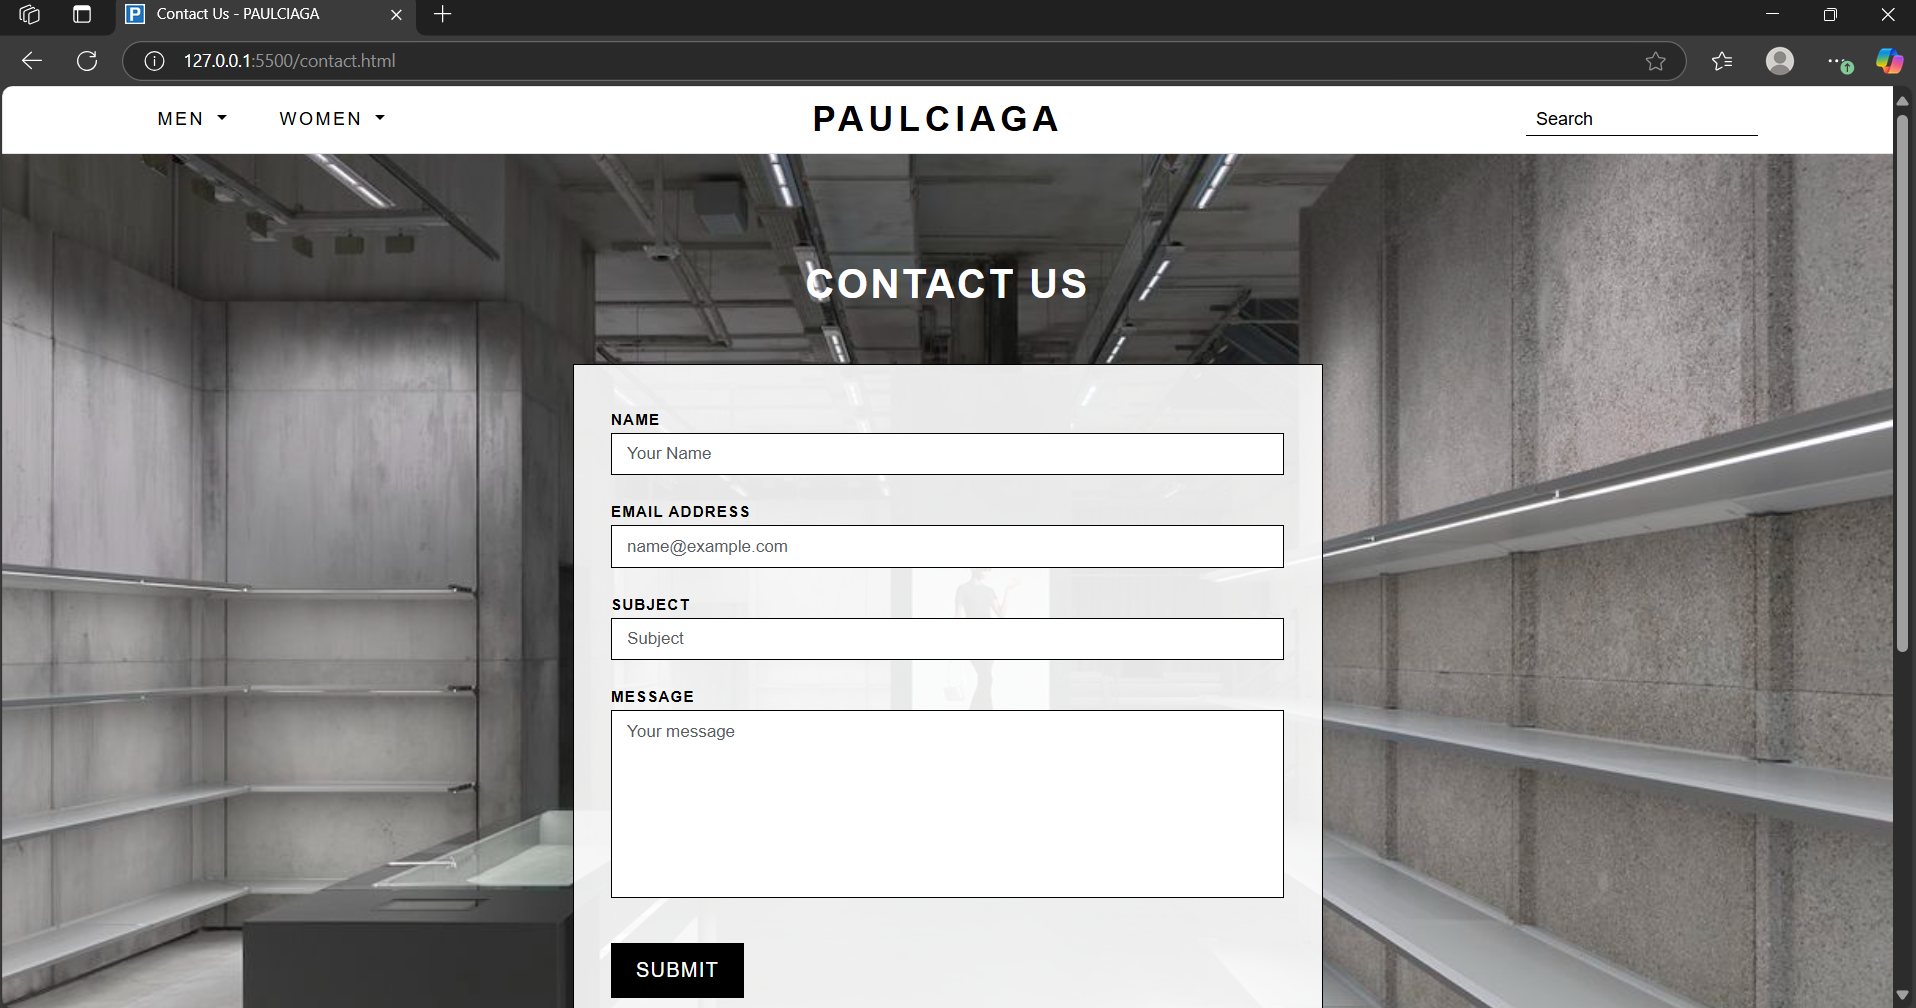 Contact Us - PAULCIAGA
127.0.0.1:5500/contact.html
MEN WOMEN PAULCIAGA Search
CONTACT US
NAME
Your Name
EMAIL ADDRESS
name@example.com
SUBJECT
Subject
MESSAGE
Your message
SUBMIT